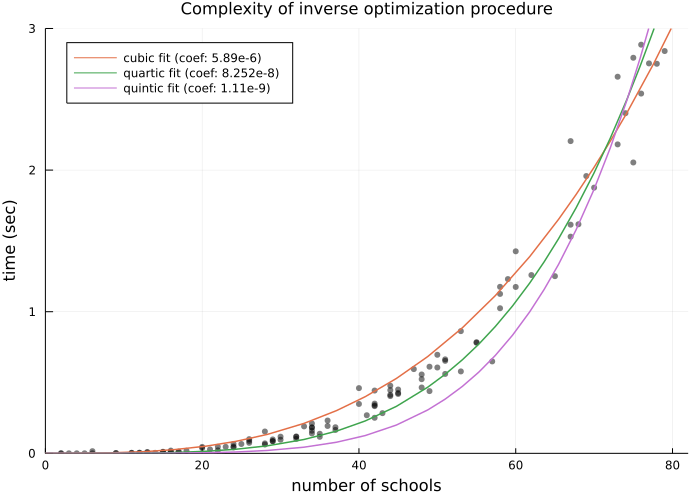 Complexity of inverse optimization procedure
3
cubic fit (coef: 5.89e-6)
quartic fit (coef: 8.252e-8)
quintic fit (coef: 1.11e-9)
2
time (sec)
1
0
0 20 40 60 80
number of schools